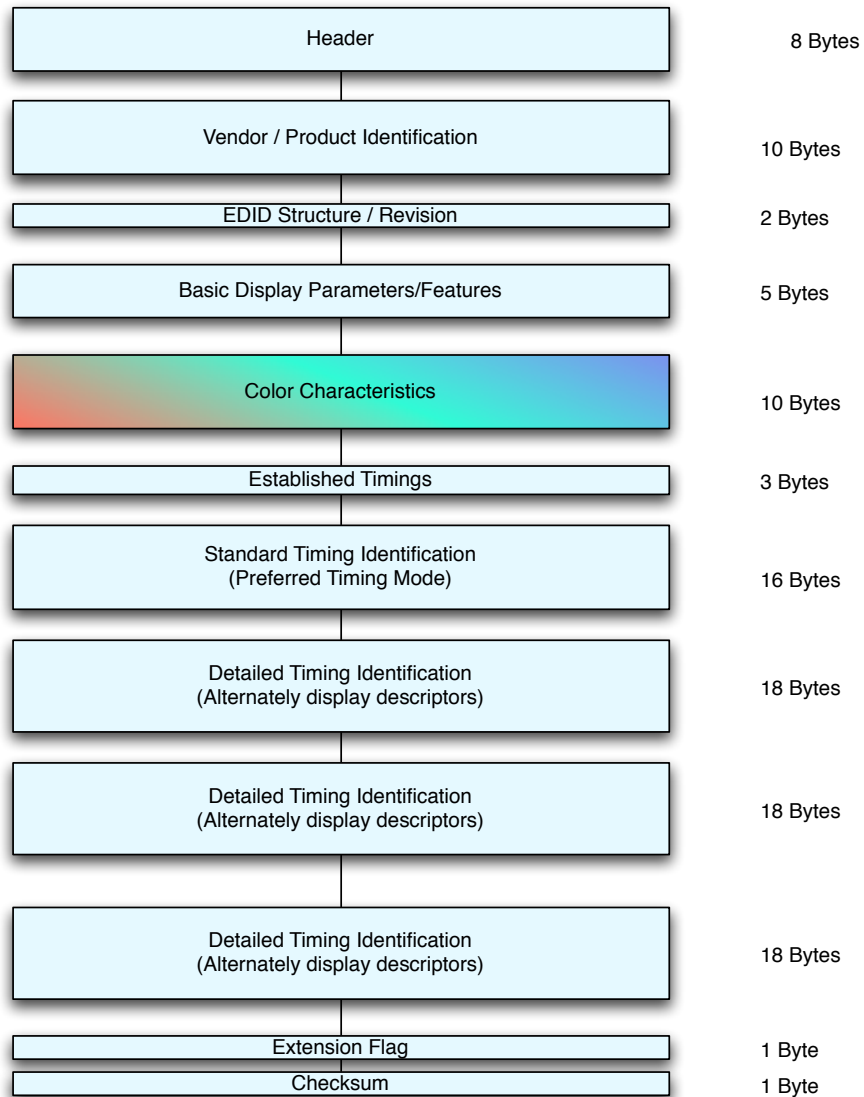 Header
8 Bytes
Vendor / Product Identification
10 Bytes
EDID Structure / Revision
2 Bytes
Basic Display Parameters/Features
5 Bytes
Color Characteristics
10 Bytes
Established Timings
3 Bytes
Standard Timing Identification
(Preferred Timing Mode)
16 Bytes
Detailed Timing Identification
(Alternately display descriptors)
18 Bytes
Detailed Timing Identification
(Alternately display descriptors)
18 Bytes
Detailed Timing Identification
(Alternately display descriptors)
18 Bytes
Extension Flag
1 Byte
Checksum
1 Byte